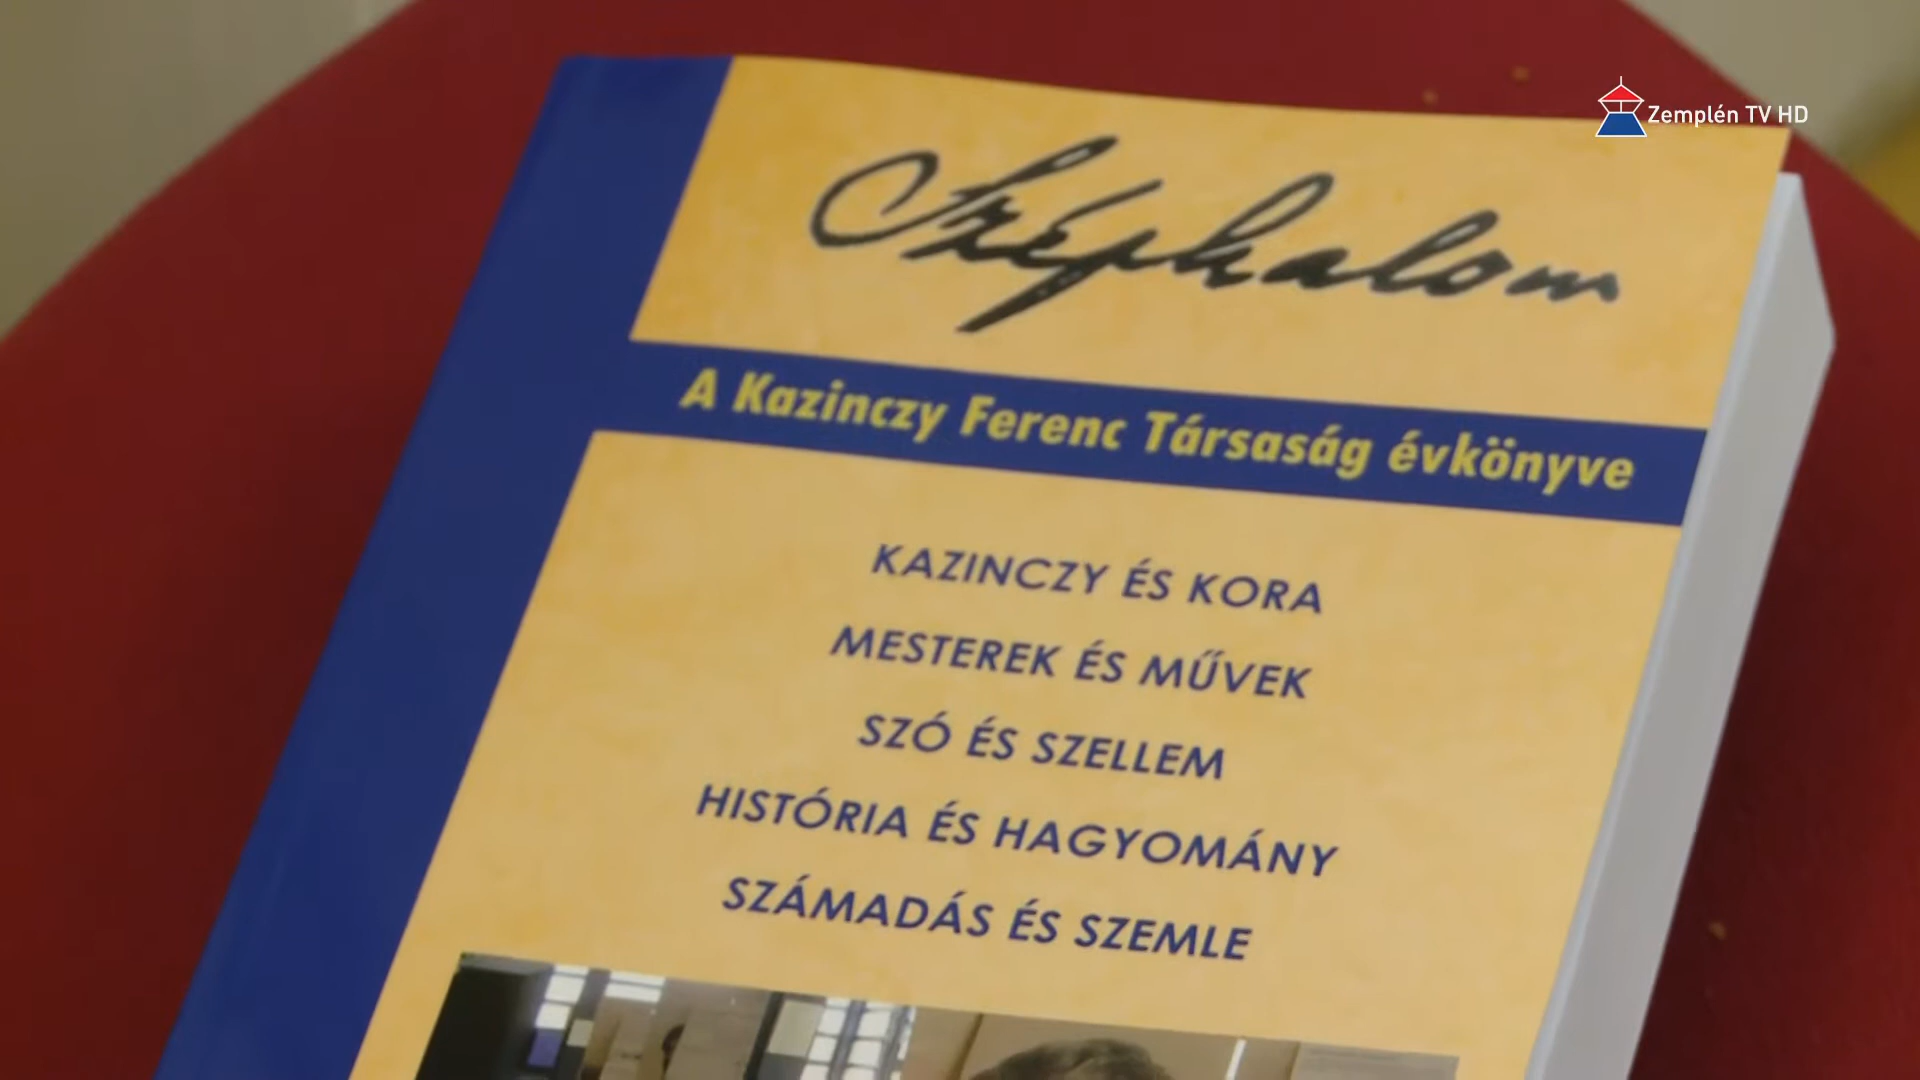 Zemplén TV HD
Széphalom
A Kazinczy Ferenc Társaság évkönyve
KAZINCZY ÉS KORA
MESTEREK ÉS MŰVEK
SZÓ ÉS SZELLEM
HISTÓRIA ÉS HAGYOMÁNY
SZÁMADÁS ÉS SZEMLE